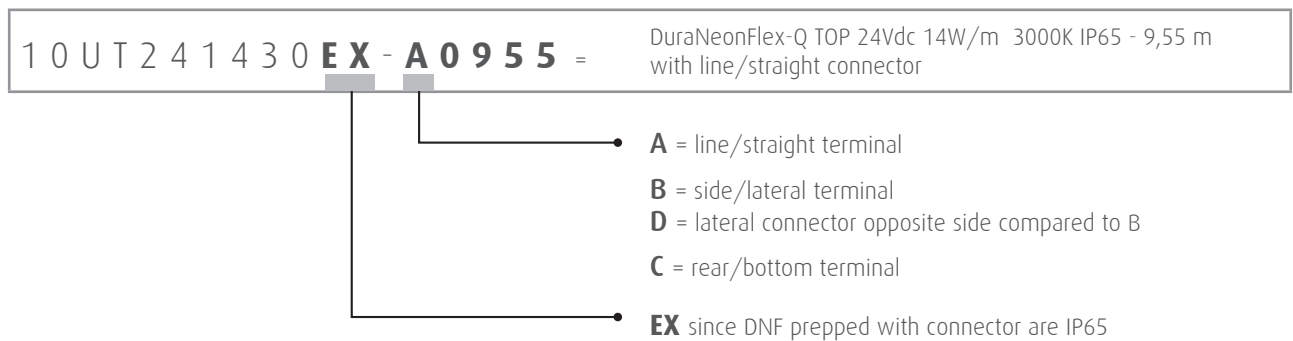 10UT241430EX-A0955 =
DuraNeonFlex-Q TOP 24Vdc 14W/m 3000K IP65 - 9,55 m
with line/straight connector
A = line/straight terminal
B = side/lateral terminal
D = lateral connector opposite side compared to B
C = rear/bottom terminal
EX since DNF prepped with connector are IP65